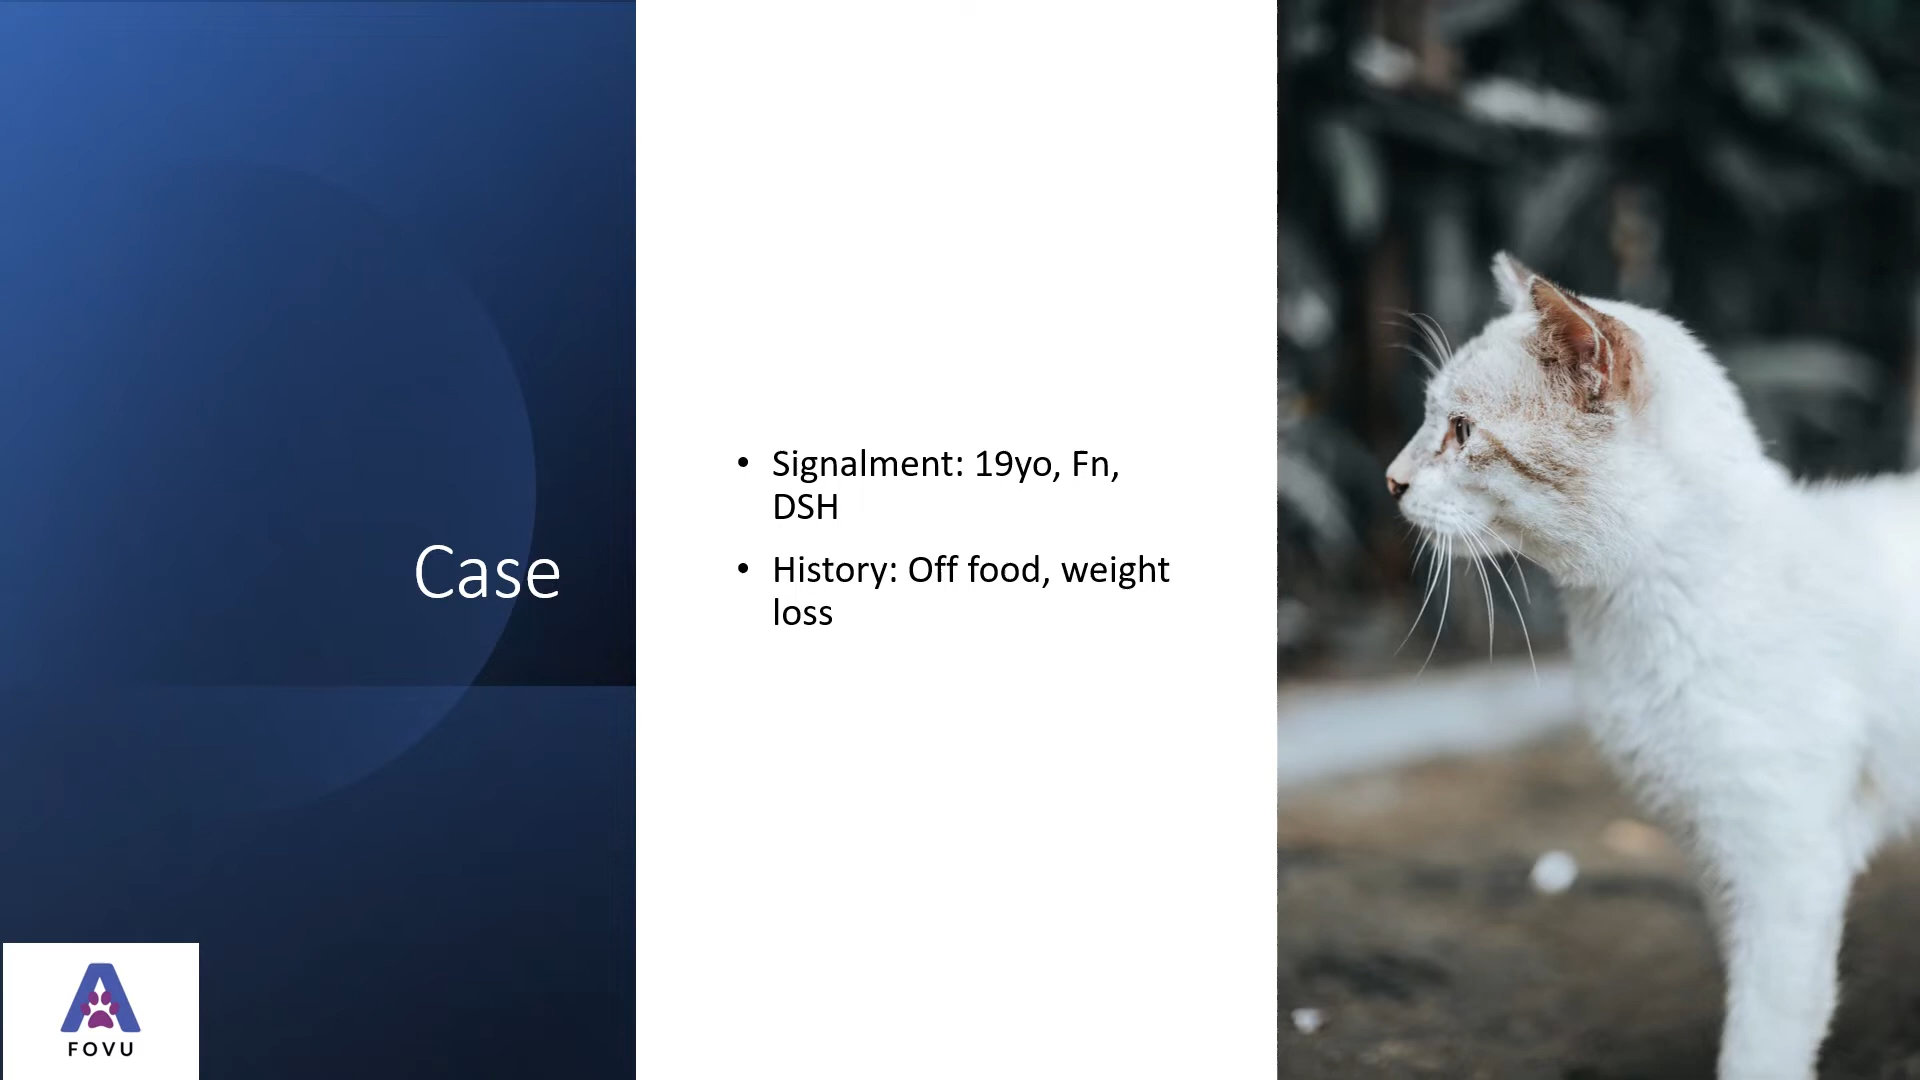 Case
• Signalment: 19yo, Fn,
DSH
• History: Off food, weight
loss
A
FOVU